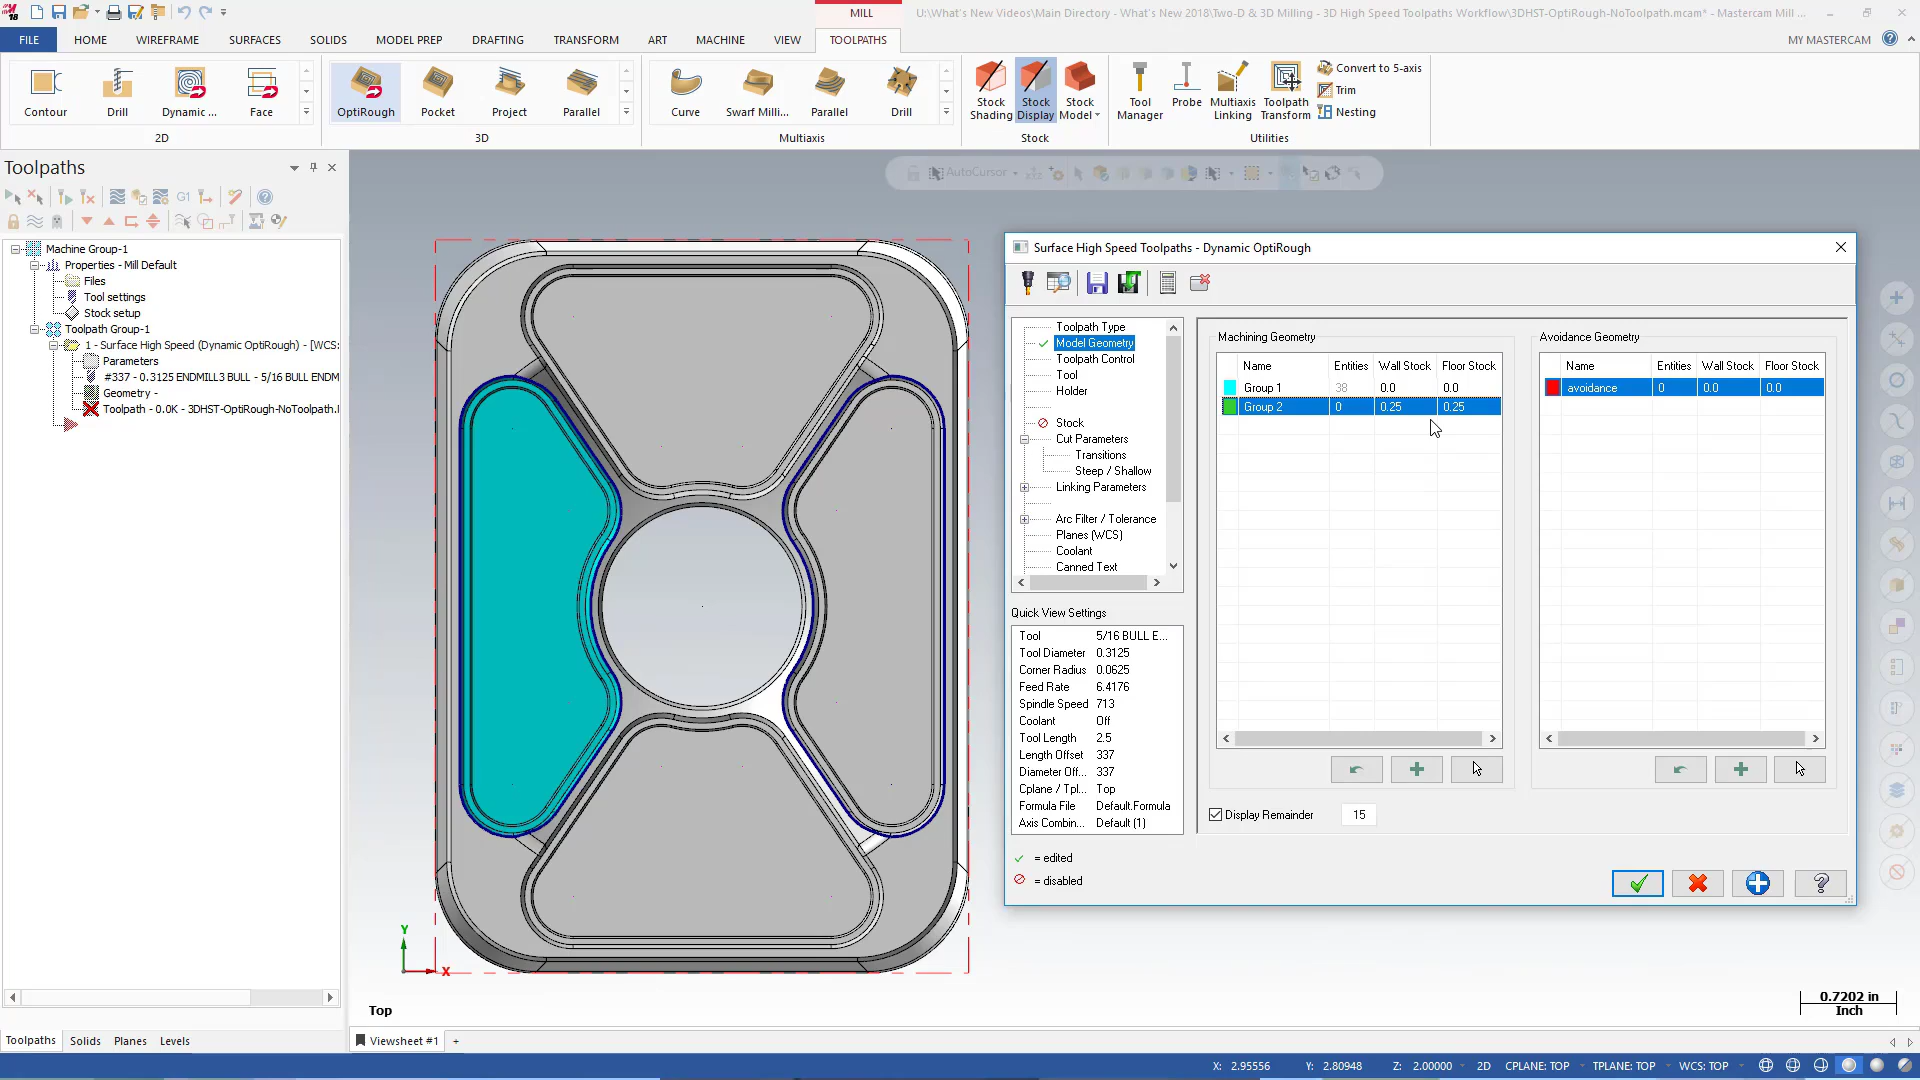 MILL
U:\What's New Videos\Main Directory - What's New 2018\Two-D & 3D Milling - 3D High Speed Toolpaths Workflow\3DHST-OptiRough-NoToolpath.mcam* - Mastercam Mill ...
FILE HOME WIREFRAME SURFACES SOLIDS MODEL PREP DRAFTING TRANSFORM ART MACHINE VIEW TOOLPATHS MY MASTERCAM
Contour Drill Dynamic ... Face
2D
OptiRough Pocket Project Parallel
3D
Curve Swarf Milli... Parallel Drill
Multiaxis
Stock Shading
Stock Display
Stock Model
Stock
Tool Manager
Probe
Multiaxis Linking
Toolpath Transform
Convert to 5-axis
Trim
Nesting
Utilities
Toolpaths
G1
AutoCursor
Machine Group-1
Properties - Mill Default
Files
Tool settings
Stock setup
Toolpath Group-1
1 - Surface High Speed (Dynamic OptiRough) - [WCS:
Parameters
#337 - 0.3125 ENDMILL3 BULL - 5/16 BULL ENDM
Geometry -
Toolpath - 0.0K - 3DHST-OptiRough-NoToolpath.
Toolpaths Solids Planes Levels
Y
X
Top
Viewsheet #1 +
0.7202 in
Inch
Surface High Speed Toolpaths - Dynamic OptiRough
Toolpath Type
Model Geometry
Toolpath Control
Tool
Holder
Stock
Cut Parameters
Transitions
Steep / Shallow
Linking Parameters
Arc Filter / Tolerance
Planes (WCS)
Coolant
Canned Text
Quick View Settings
Tool 5/16 BULL E...
Tool Diameter 0.3125
Corner Radius 0.0625
Feed Rate 6.4176
Spindle Speed 713
Coolant Off
Tool Length 2.5
Length Offset 337
Diameter Off... 337
Cplane / Tpl... Top
Formula File Default.Formula
Axis Combin... Default (1)
= edited
= disabled
Machining Geometry
Name Entities Wall Stock Floor Stock
Group 1 38 0.0 0.0
Group 2 0 0.25 0.25
Display Remainder 15
Avoidance Geometry
Name Entities Wall Stock Floor Stock
avoidance 0 0.0 0.0
X: 2.95556 Y: 2.80948 Z: 2.00000 2D CPLANE: TOP TPLANE: TOP WCS: TOP